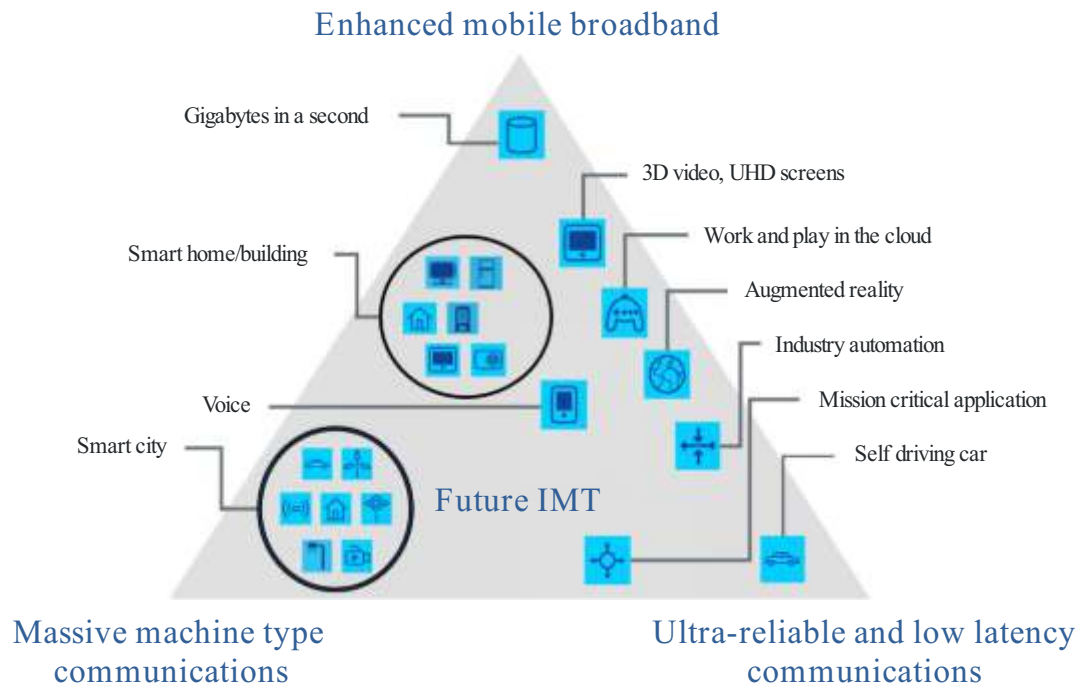 Enhanced mobile broadband
Gigabytes in a second
3D video, UHD screens
Smart home/building
Work and play in the cloud
Augmented reality
Industry automation
Voice
Mission critical application
Smart city
Self driving car
Future IMT
Massive machine type
communications
Ultra-reliable and low latency
communications